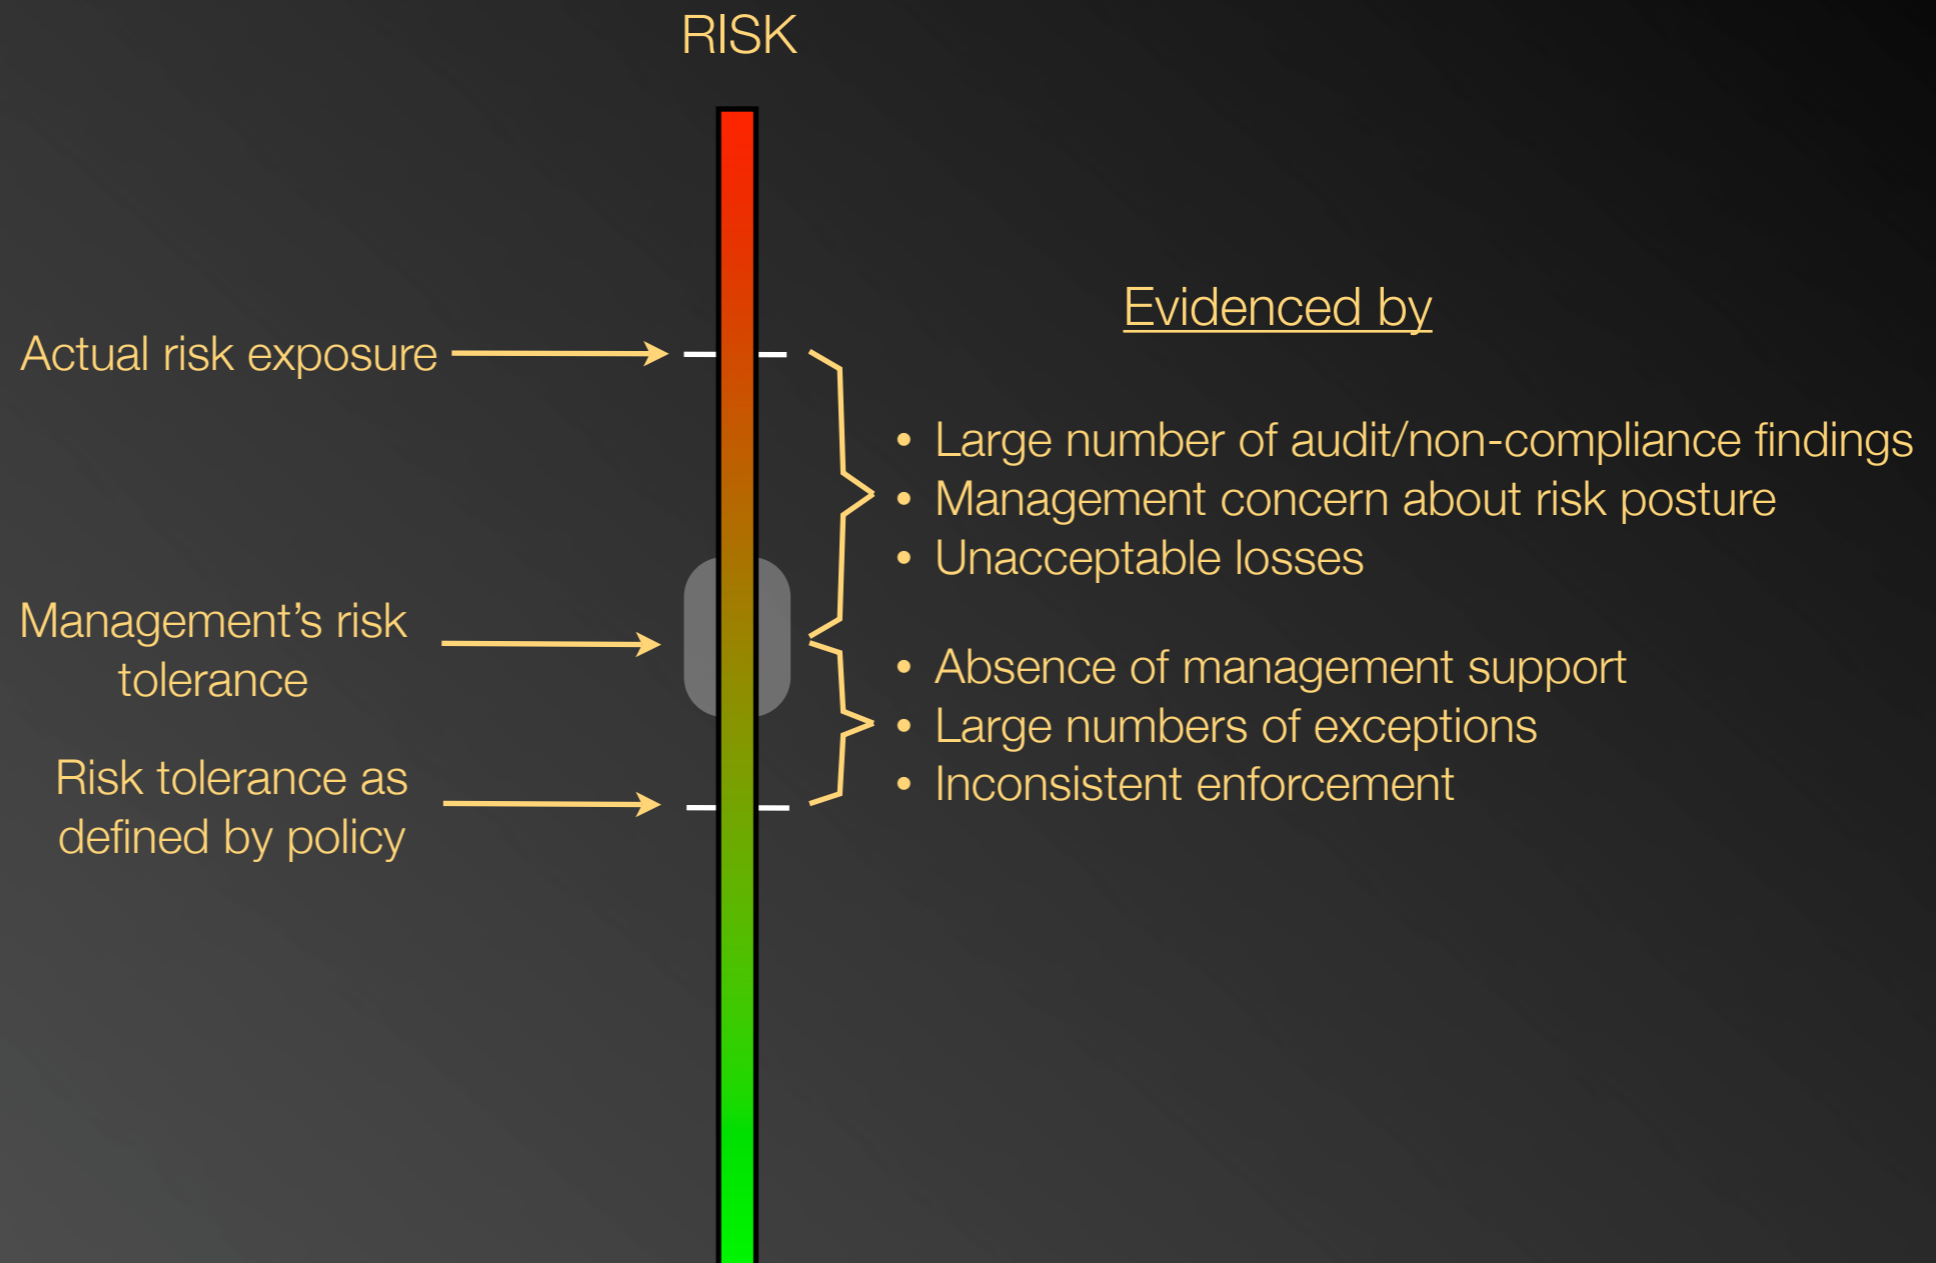 RISK
Actual risk exposure
Management’s risk
tolerance
Risk tolerance as
defined by policy
Evidenced by
• Large number of audit/non-compliance findings
• Management concern about risk posture
• Unacceptable losses
• Absence of management support
• Large numbers of exceptions
• Inconsistent enforcement